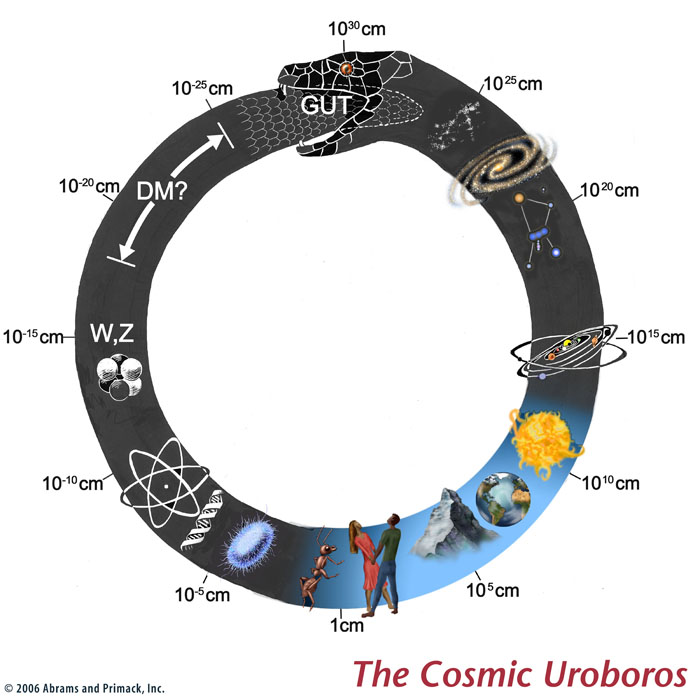 10³⁰cm
10²⁵cm
10²⁰cm
10¹⁵cm
10¹⁰cm
10⁵cm
1cm
10⁻⁵cm
10⁻¹⁰cm
10⁻¹⁵cm
10⁻²⁰cm
10⁻²⁵cm
GUT
DM?
W,Z
© 2006 Abrams and Primack, Inc.
The Cosmic Uroboros